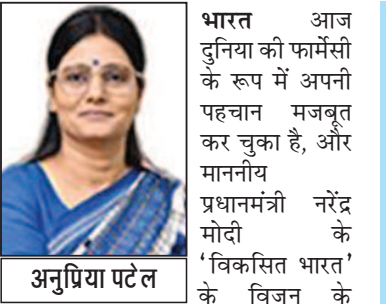 भारत आज
दुनिया की फार्मेसी
के रूप में अपनी
पहचान मजबूत
कर चुका है, और
माननीय
प्रधानमंत्री नरेंद्र
मोदी के
‘विकसित भारत’
के विजन के
अनुप्रिया पटेल